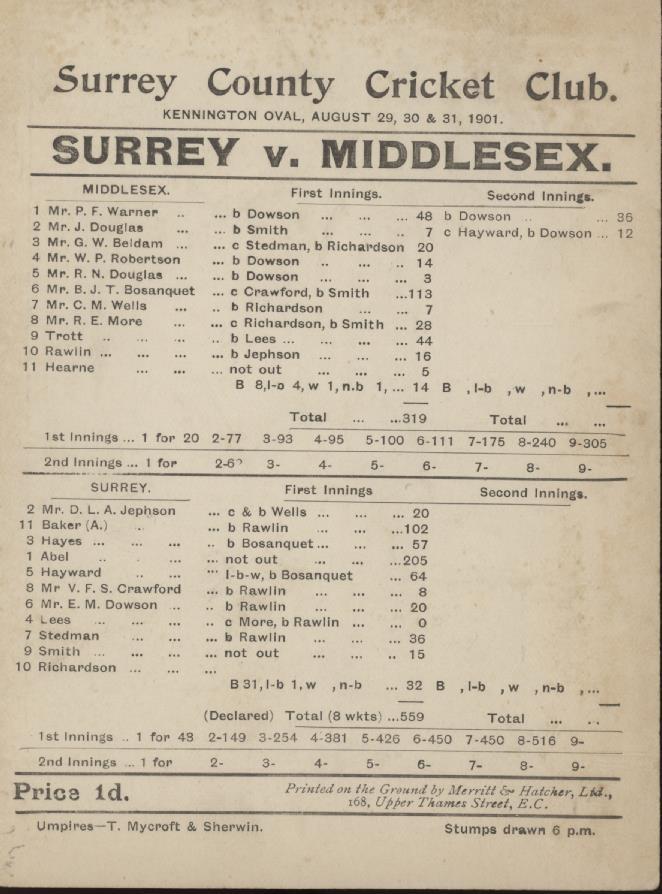 Surrey County Cricket Club.
KENNINGTON OVAL, AUGUST 29, 30 & 31, 1901.
SURREY v. MIDDLESEX.
MIDDLESEX. First Innings. Second Innings.
1 Mr. P. F. Warner .. ... b Dowson ... ... ... 48 b Dowson .. ... 36
2 Mr. J. Douglas ... ... b Smith ... ... ... 7 c Hayward, b Dowson ... 12
3 Mr. G. W. Beldam ... ... c Stedman, b Richardson 20
4 Mr. W. P. Robertson ... b Dowson .. ... .. 14
5 Mr. R. N. Douglas ... ... b Dowson ... ... ... 3
6 Mr. B. J. T. Bosanquet ... c Crawford, b Smith ...113
7 Mr. C. M. Wells ... .. b Richardson ... ... 7
8 Mr. R. E. More ... ... c Richardson, b Smith ... 28
9 Trott .. ... ... .. b Lees ... ... ... ... 44
10 Rawlin ... ... ... ... b Jephson ... ... ... 16
11 Hearne ... ... ... not out ... ... ... 5
B 8,l-b 4, w 1, n.b 1, ... 14 B , l-b , w , n-b , ...
Total ... ...319 Total ... ...
1st Innings ... 1 for 20 2-77 3-93 4-95 5-100 6-111 7-175 8-240 9-305
2nd Innings ... 1 for 2-6 3- 4- 5- 6- 7- 8- 9-
SURREY. First Innings Second Innings.
2 Mr. D. L. A. Jephson ... c & b Wells ... ... ... 20
11 Baker (A.) .. ... b Rawlin ... ... ...102
3 Hayes ... ... ... .. b Bosanquet ... ... ... 57
1 Abel .. . ... not out ... ... ...205
5 Hayward .. ... ... l-b-w, b Bosanquet ... 64
8 Mr V. F. S. Crawford ... b Rawlin ... ... ... 8
6 Mr. E. M. Dowson ... .. b Rawlin ... ... ... 20
4 Lees ... ... ... .. c More, b Rawlin ... ... 0
7 Stedman ... ... ... b Rawlin ... ... ... 36
9 Smith ... ... ... ... not out ... ... .. 15
10 Richardson ... ... ...
B 31, l-b 1, w , n-b ... 32 B , l-b , w , n-b , ...
(Declared) Total (8 wkts) ...559 Total ... ..
1st Innings .. 1 for 48 2-149 3-254 4-381 5-426 6-450 7-450 8-516 9-
2nd Innings ... 1 for 2- 3- 4- 5- 6- 7- 8- 9-
Price 1d. Printed on the Ground by Merritt & Hatcher, Ltd.,
168, Upper Thames Street, E.C.
Umpires—T. Mycroft & Sherwin. Stumps drawn 6 p.m.